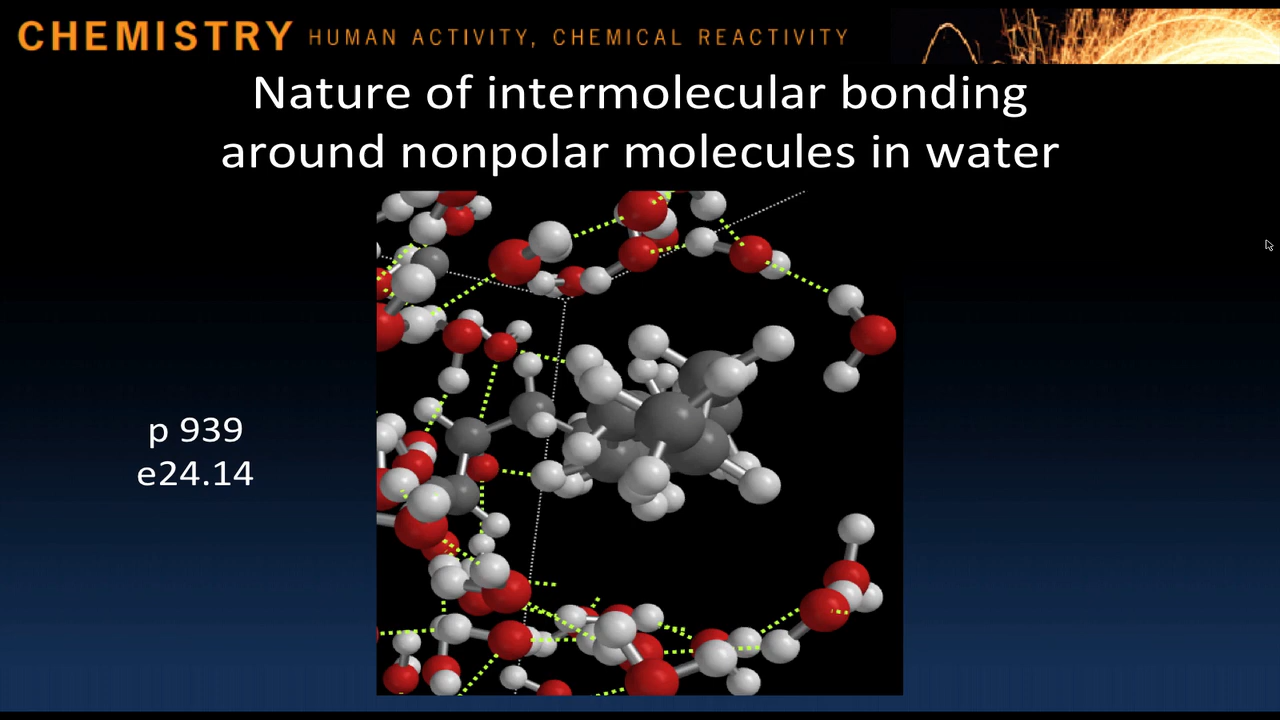 CHEMISTRY HUMAN ACTIVITY, CHEMICAL REACTIVITY
Nature of intermolecular bonding
around nonpolar molecules in water
p 939
e24.14